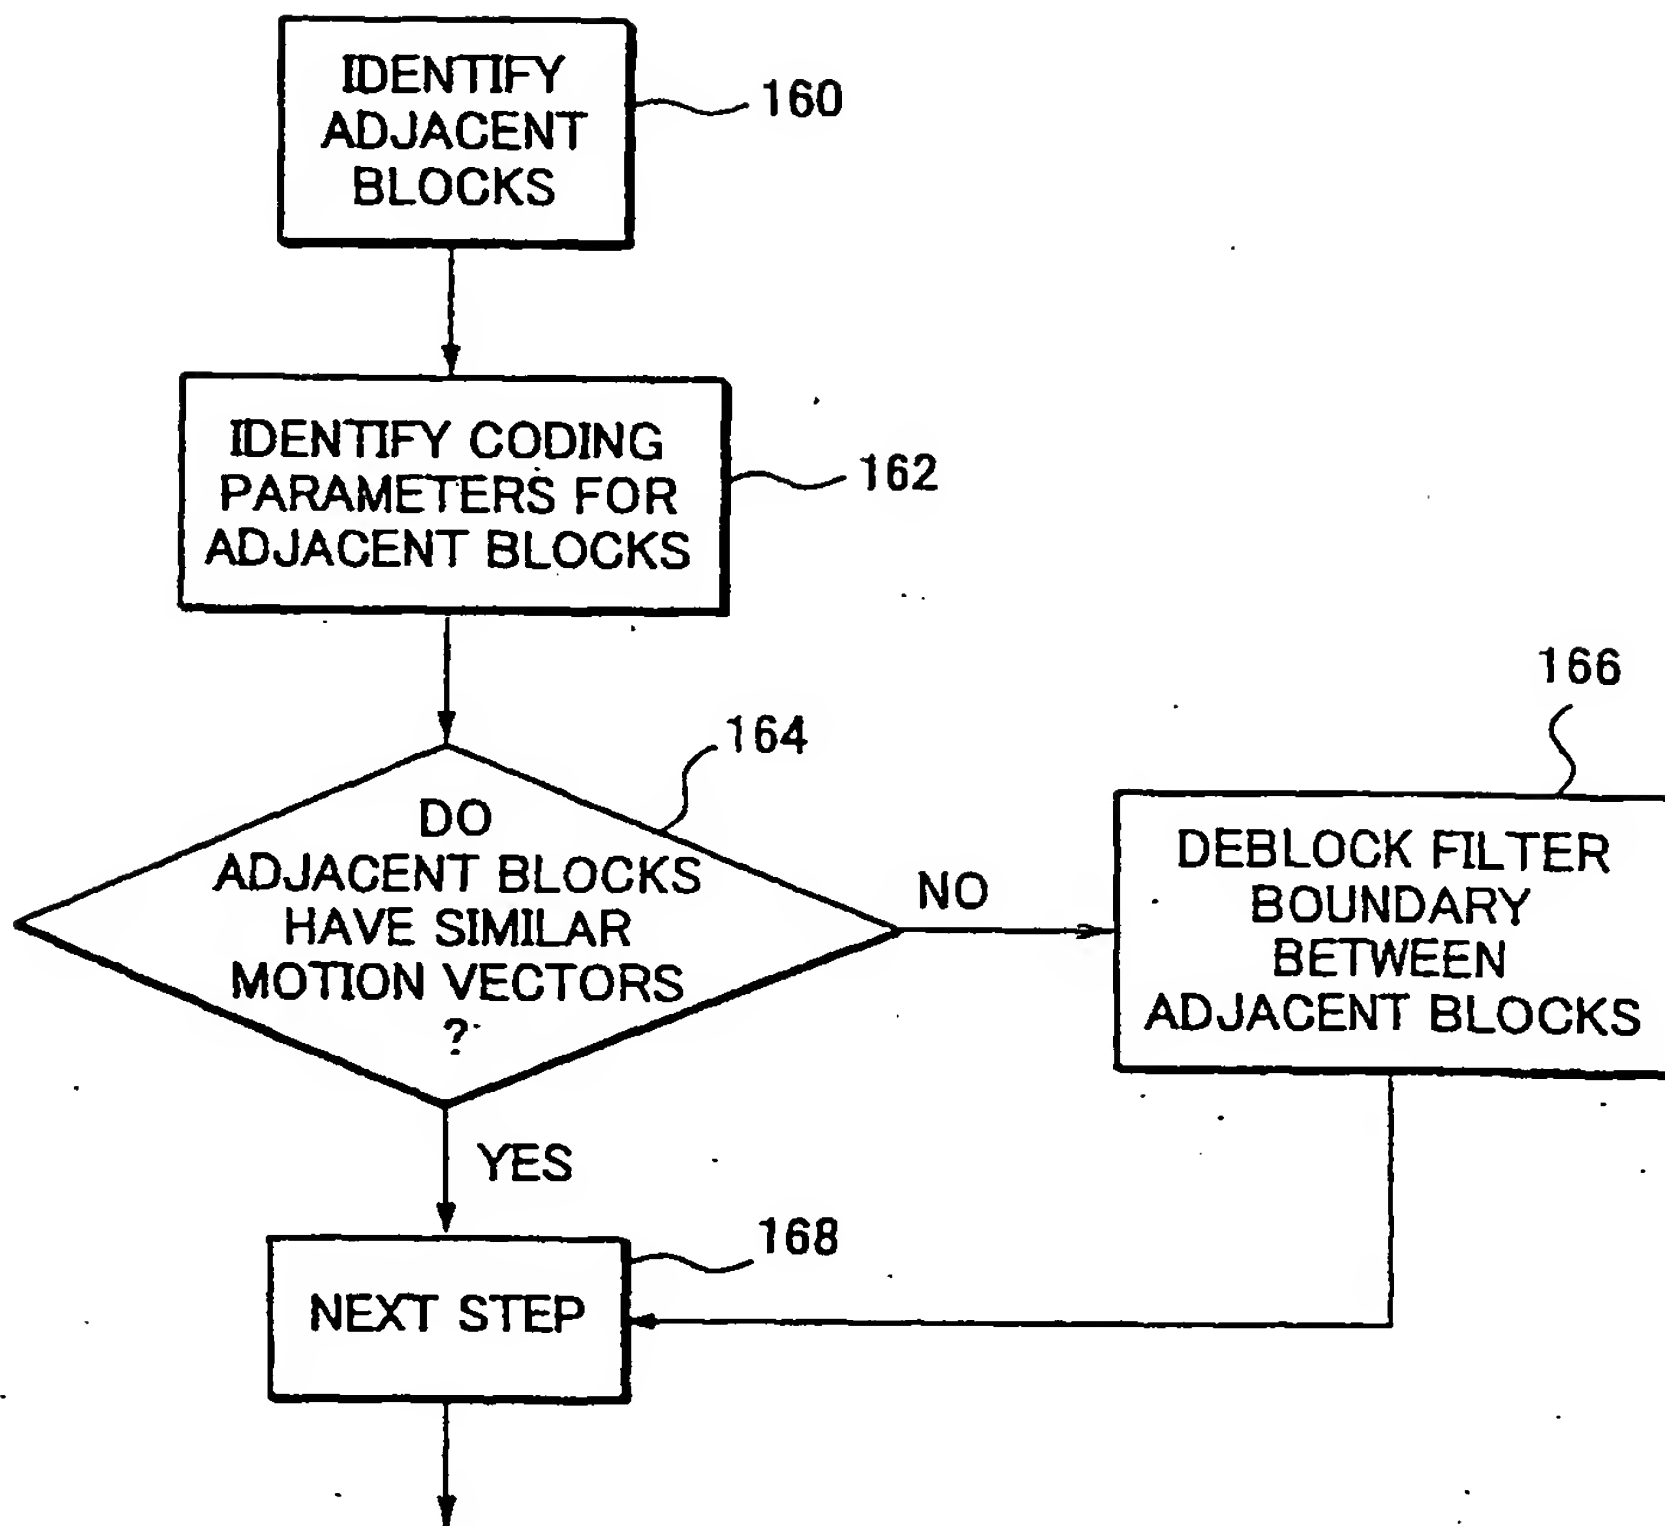 IDENTIFY
ADJACENT
BLOCKS
160
IDENTIFY CODING
PARAMETERS FOR
ADJACENT BLOCKS
162
164
DO
ADJACENT BLOCKS
HAVE SIMILAR
MOTION VECTORS
?
NO
166
DEBLOCK FILTER
BOUNDARY
BETWEEN
ADJACENT BLOCKS
YES
168
NEXT STEP